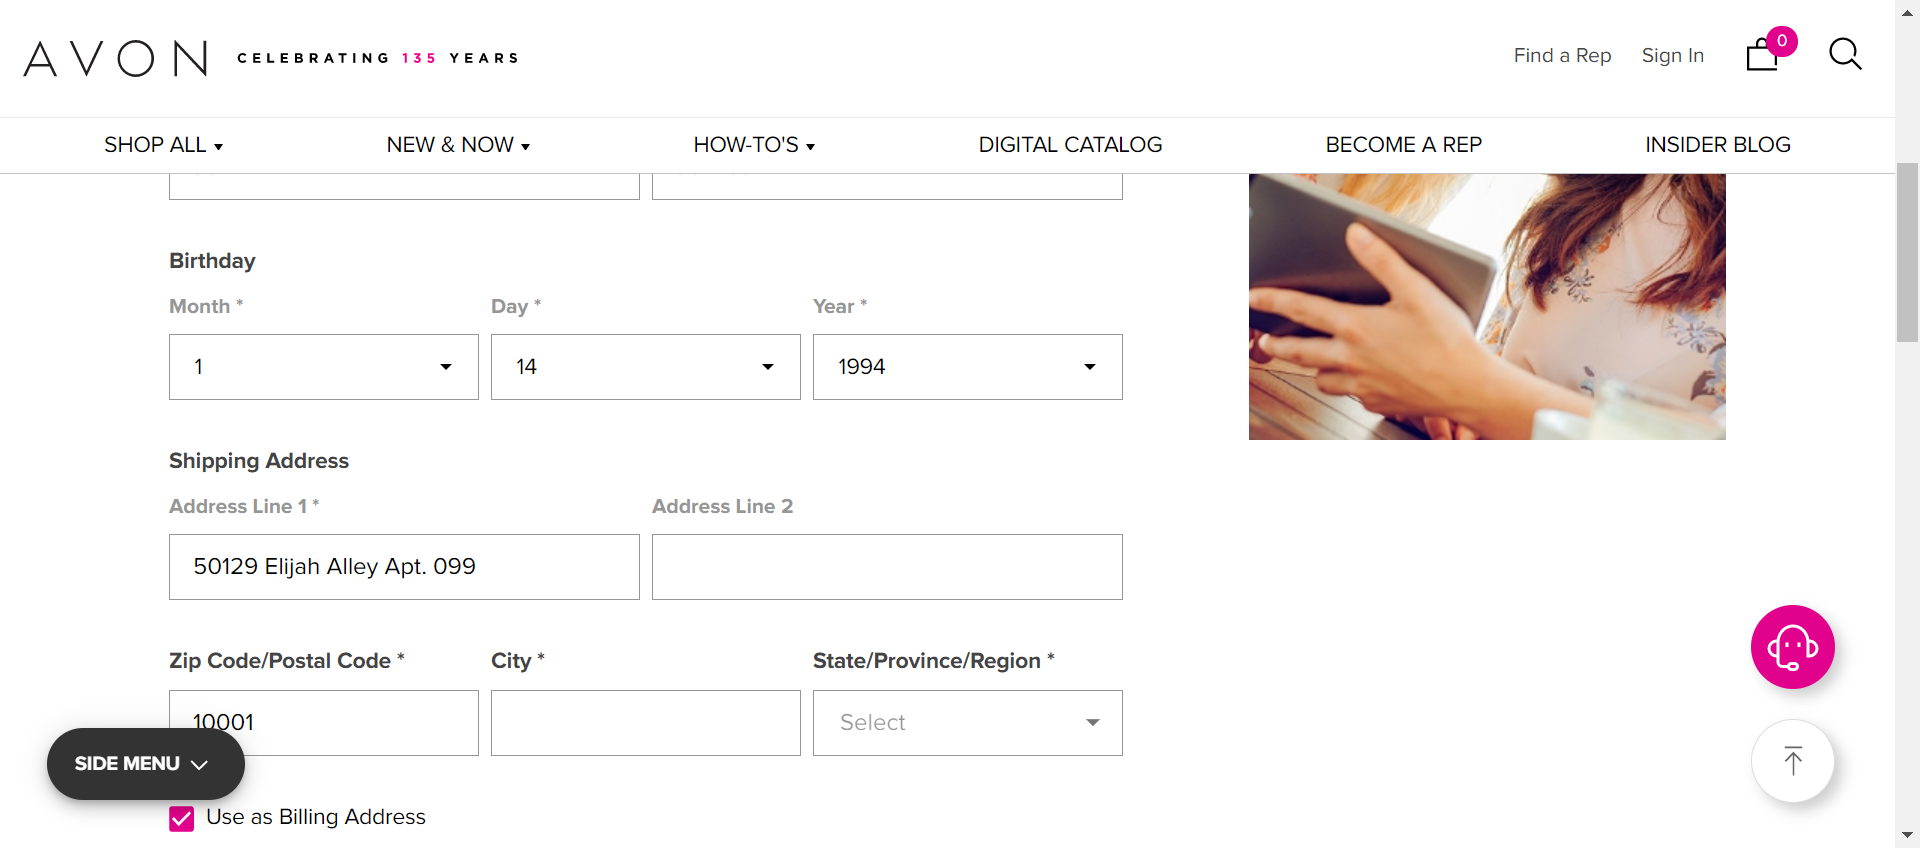 AVON CELEBRATING 135 YEARS
Find a Rep Sign In 0
SHOP ALL NEW & NOW HOW-TO'S DIGITAL CATALOG BECOME A REP INSIDER BLOG
Birthday
Month * Day * Year *
1 14 1994
Shipping Address
Address Line 1 * Address Line 2
50129 Elijah Alley Apt. 099
Zip Code/Postal Code * City * State/Province/Region *
10001 Select
SIDE MENU
Use as Billing Address